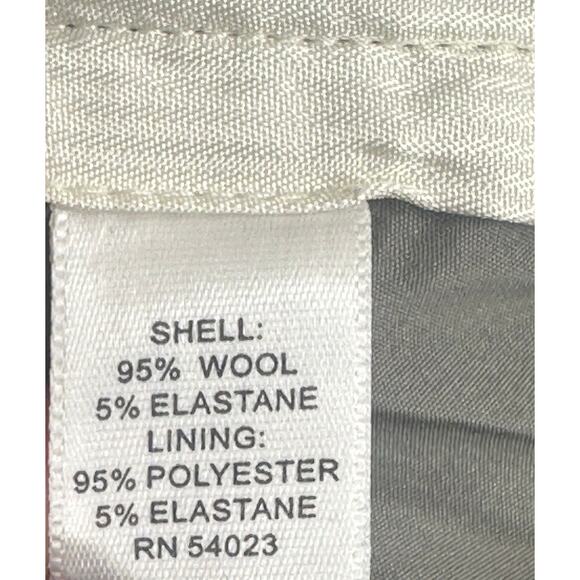 SHELL:
95% WOOL
5% ELASTANE
LINING:
95% POLYESTER
5% ELASTANE
RN 54023